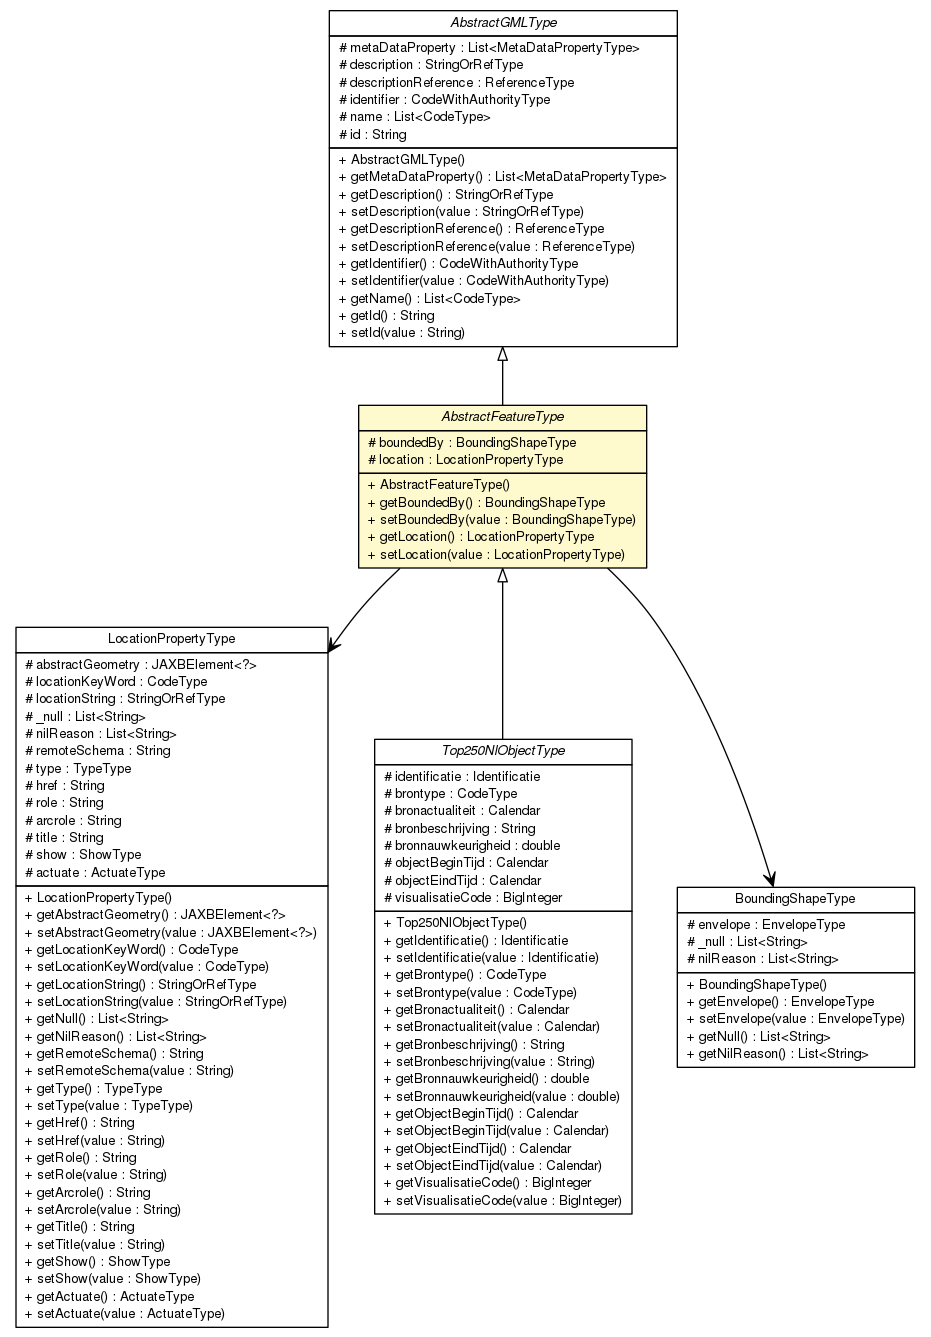 AbstractGMLType
# metaDataProperty : List<MetaDataPropertyType>
# description : StringOrRefType
# descriptionReference : ReferenceType
# identifier : CodeWithAuthorityType
# name : List<CodeType>
# id : String
+ AbstractGMLType()
+ getMetaDataProperty() : List<MetaDataPropertyType>
+ getDescription() : StringOrRefType
+ setDescription(value : StringOrRefType)
+ getDescriptionReference() : ReferenceType
+ setDescriptionReference(value : ReferenceType)
+ getIdentifier() : CodeWithAuthorityType
+ setIdentifier(value : CodeWithAuthorityType)
+ getName() : List<CodeType>
+ getId() : String
+ setId(value : String)
AbstractFeatureType
# boundedBy : BoundingShapeType
# location : LocationPropertyType
+ AbstractFeatureType()
+ getBoundedBy() : BoundingShapeType
+ setBoundedBy(value : BoundingShapeType)
+ getLocation() : LocationPropertyType
+ setLocation(value : LocationPropertyType)
LocationPropertyType
# abstractGeometry : JAXBElement<?>
# locationKeyWord : CodeType
# locationString : StringOrRefType
# _null : List<String>
# nilReason : List<String>
# remoteSchema : String
# type : TypeType
# href : String
# role : String
# arcrole : String
# title : String
# show : ShowType
# actuate : ActuateType
+ LocationPropertyType()
+ getAbstractGeometry() : JAXBElement<?>
+ setAbstractGeometry(value : JAXBElement<?>)
+ getLocationKeyWord() : CodeType
+ setLocationKeyWord(value : CodeType)
+ getLocationString() : StringOrRefType
+ setLocationString(value : StringOrRefType)
+ getNull() : List<String>
+ getNilReason() : List<String>
+ getRemoteSchema() : String
+ setRemoteSchema(value : String)
+ getType() : TypeType
+ setType(value : TypeType)
+ getHref() : String
+ setHref(value : String)
+ getRole() : String
+ setRole(value : String)
+ getArcrole() : String
+ setArcrole(value : String)
+ getTitle() : String
+ setTitle(value : String)
+ getShow() : ShowType
+ setShow(value : ShowType)
+ getActuate() : ActuateType
+ setActuate(value : ActuateType)
Top250NlObjectType
# identificatie : Identificatie
# brontype : CodeType
# bronactualiteit : Calendar
# bronbeschrijving : String
# bronnauwkeurigheid : double
# objectBeginTijd : Calendar
# objectEindTijd : Calendar
# visualisatieCode : BigInteger
+ Top250NlObjectType()
+ getIdentificatie() : Identificatie
+ setIdentificatie(value : Identificatie)
+ getBrontype() : CodeType
+ setBrontype(value : CodeType)
+ getBronactualiteit() : Calendar
+ setBronactualiteit(value : Calendar)
+ getBronbeschrijving() : String
+ setBronbeschrijving(value : String)
+ getBronnauwkeurigheid() : double
+ setBronnauwkeurigheid(value : double)
+ getObjectBeginTijd() : Calendar
+ setObjectBeginTijd(value : Calendar)
+ getObjectEindTijd() : Calendar
+ setObjectEindTijd(value : Calendar)
+ getVisualisatieCode() : BigInteger
+ setVisualisatieCode(value : BigInteger)
BoundingShapeType
# envelope : EnvelopeType
# _null : List<String>
# nilReason : List<String>
+ BoundingShapeType()
+ getEnvelope() : EnvelopeType
+ setEnvelope(value : EnvelopeType)
+ getNull() : List<String>
+ getNilReason() : List<String>